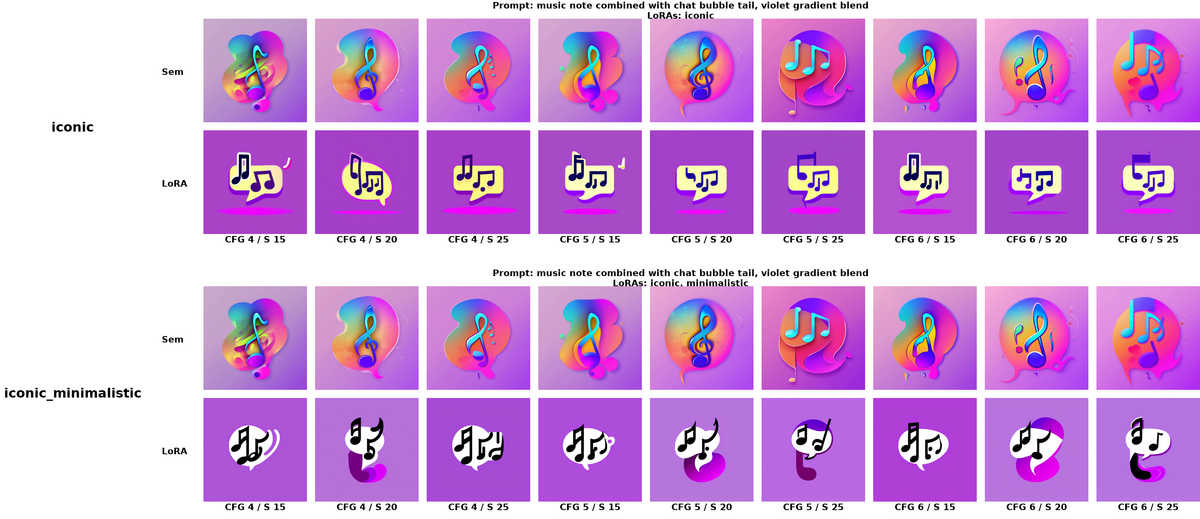 Prompt: music note combined with chat bubble tail, violet gradient blend
LoRAs: iconic
Sem
iconic
LoRA
CFG 4 / S 15 CFG 4 / S 20 CFG 4 / S 25 CFG 5 / S 15 CFG 5 / S 20 CFG 5 / S 25 CFG 6 / S 15 CFG 6 / S 20 CFG 6 / S 25
Prompt: music note combined with chat bubble tail, violet gradient blend
LoRAs: iconic, minimalistic
Sem
iconic_minimalistic
LoRA
CFG 4 / S 15 CFG 4 / S 20 CFG 4 / S 25 CFG 5 / S 15 CFG 5 / S 20 CFG 5 / S 25 CFG 6 / S 15 CFG 6 / S 20 CFG 6 / S 25